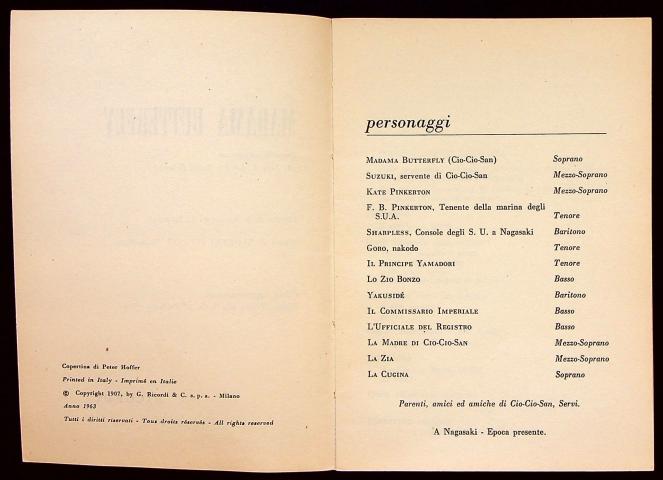 Copertina di Peter Hoffer
Printed in Italy - Imprimé en Italie
© Copyright 1907, by G. Ricordi & C. s. p. a. - Milano
Anno 1963
Tutti i diritti riservati - Tous droits réservés - All rights reserved
personaggi
MADAMA BUTTERFLY (Cio-Cio-San) Soprano
SUZUKI, servente di Cio-Cio-San Mezzo-Soprano
KATE PINKERTON Mezzo-Soprano
F. B. PINKERTON, Tenente della marina degli
S.U.A. Tenore
SHARPLESS, Console degli S. U. a Nagasaki Baritono
GORO, nakodo Tenore
IL PRINCIPE YAMADORI Tenore
LO ZIO BONZO Basso
YAKUSIDÉ Baritono
IL COMMISSARIO IMPERIALE Basso
L'UFFICIALE DEL REGISTRO Basso
LA MADRE DI CIO-CIO-SAN Mezzo-Soprano
LA ZIA Mezzo-Soprano
LA CUGINA Soprano
Parenti, amici ed amiche di Cio-Cio-San, Servi.
A Nagasaki - Epoca presente.